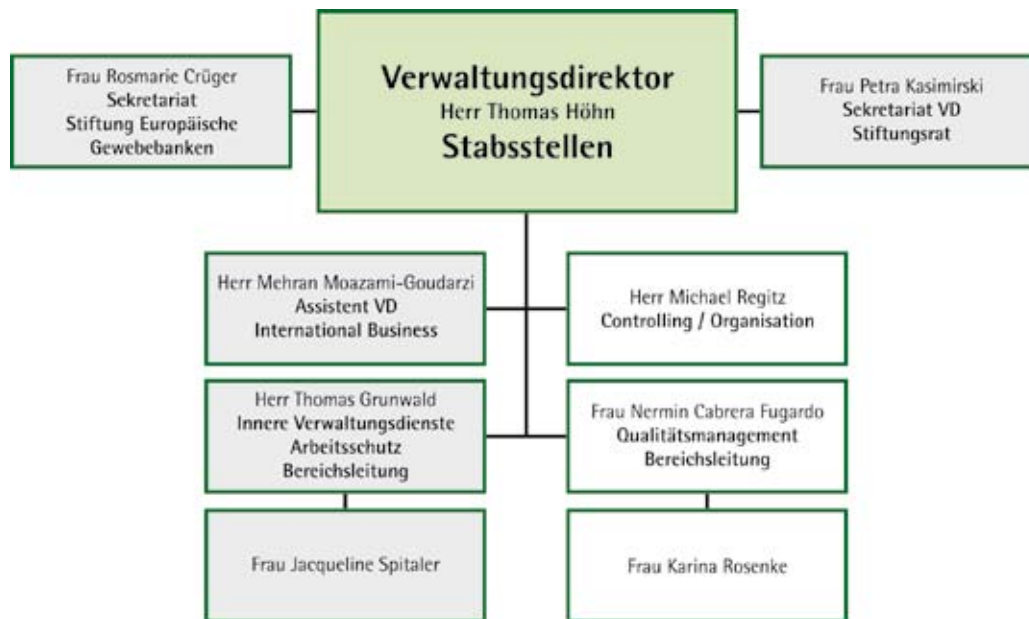 Frau Rosmarie Crüger
Sekretariat
Stiftung Europäische
Gewebebanken
Verwaltungsdirektor
Herr Thomas Höhn
Stabsstellen
Frau Petra Kasimirski
Sekretariat VD
Stiftungsrat
Herr Mehran Moazami-Goudarzi
Assistent VD
International Business
Herr Michael Regitz
Controlling / Organisation
Herr Thomas Grunwald
Innere Verwaltungsdienste
Arbeitsschutz
Bereichsleitung
Frau Nermin Cabrera Fugardo
Qualitätsmanagement
Bereichsleitung
Frau Jacqueline Spitaler
Frau Karina Rosenke